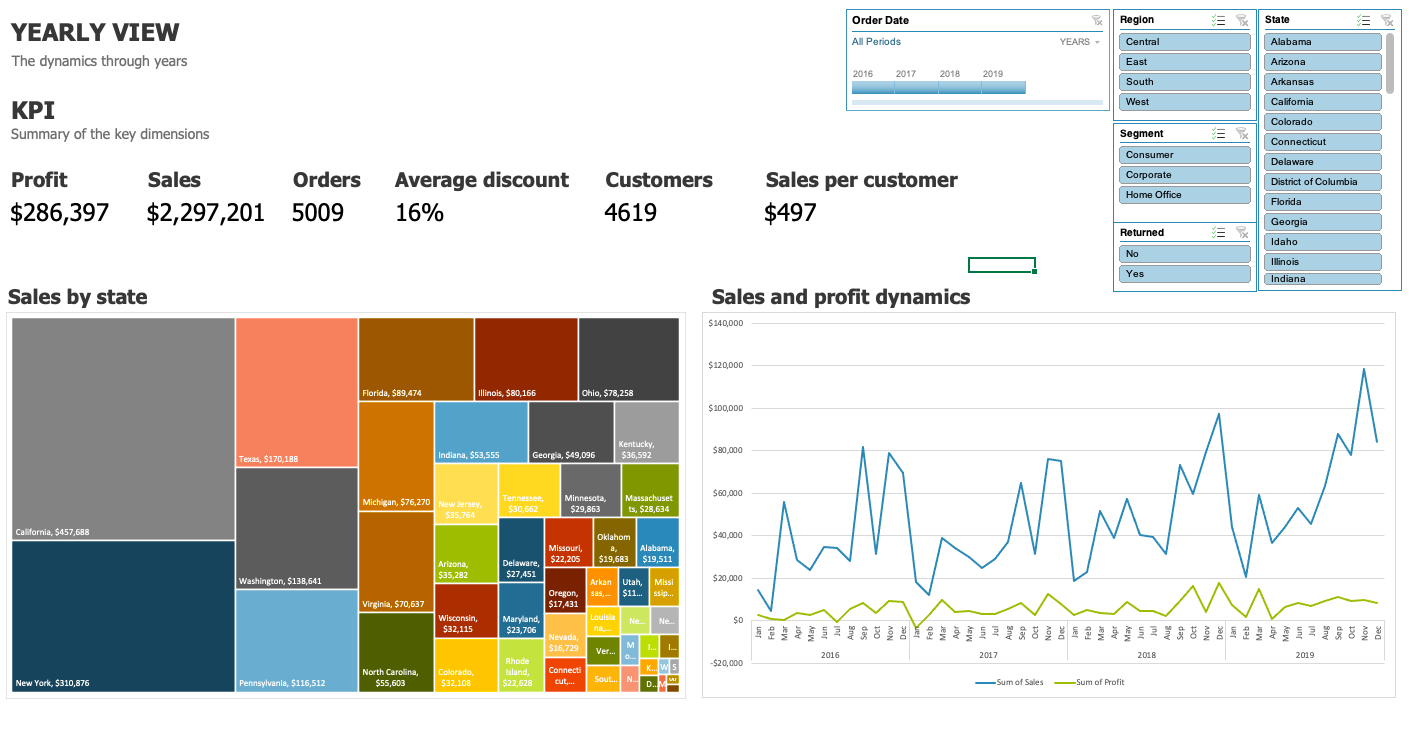 YEARLY VIEW
The dynamics through years
KPI
Summary of the key dimensions
Profit
$286,397
Sales
$2,297,201
Orders
5009
Average discount
16%
Customers
4619
Sales per customer
$497
Order Date
All Periods
YEARS
2016 2017 2018 2019
Region
Central
East
South
West
Segment
Consumer
Corporate
Home Office
Returned
No
Yes
State
Alabama
Arizona
Arkansas
California
Colorado
Connecticut
Delaware
District of Columbia
Florida
Georgia
Idaho
Illinois
Indiana
Sales by state
California, $457,688
New York, $310,876
Texas, $170,188
Washington, $138,641
Pennsylvania, $116,512
Florida, $89,474
Illinois, $80,166
Ohio, $78,258
Michigan, $76,270
Virginia, $70,637
North Carolina,
$55,603
Indiana, $53,555
Georgia, $49,096
Kentucky,
$36,592
New Jersey,
$35,764
Arizona,
$35,282
Wisconsin,
$32,115
Colorado,
$32,108
Tennessee,
$30,662
Minnesota,
$29,863
Massachuset
ts, $28,634
Delaware,
$27,451
Maryland,
$23,706
Rhode
Island,
$22,628
Missouri,
$22,205
Oklahom
a,
$19,683
Alabama,
$19,511
Oregon,
$17,431
Nevada,
$16,729
Connecti
cut,...
Arkan
sas,...
Utah,
$11...
Missi
ssip...
Louisia
na,...
Ver...
Sout...
Ne...
Ne...
M
o...
N...
I...
I...
K...
W
S
D...
M
Sales and profit dynamics
$140,000
$120,000
$100,000
$80,000
$60,000
$40,000
$20,000
$0
-$20,000
Jan Feb Mar Apr May Jun Jul Aug Sep Oct Nov Dec
Jan Feb Mar Apr May Jun Jul Aug Sep Oct Nov Dec
Jan Feb Mar Apr May Jun Jul Aug Sep Oct Nov Dec
Jan Feb Mar Apr May Jun Jul Aug Sep Oct Nov Dec
2016 2017 2018 2019
Sum of Sales Sum of Profit